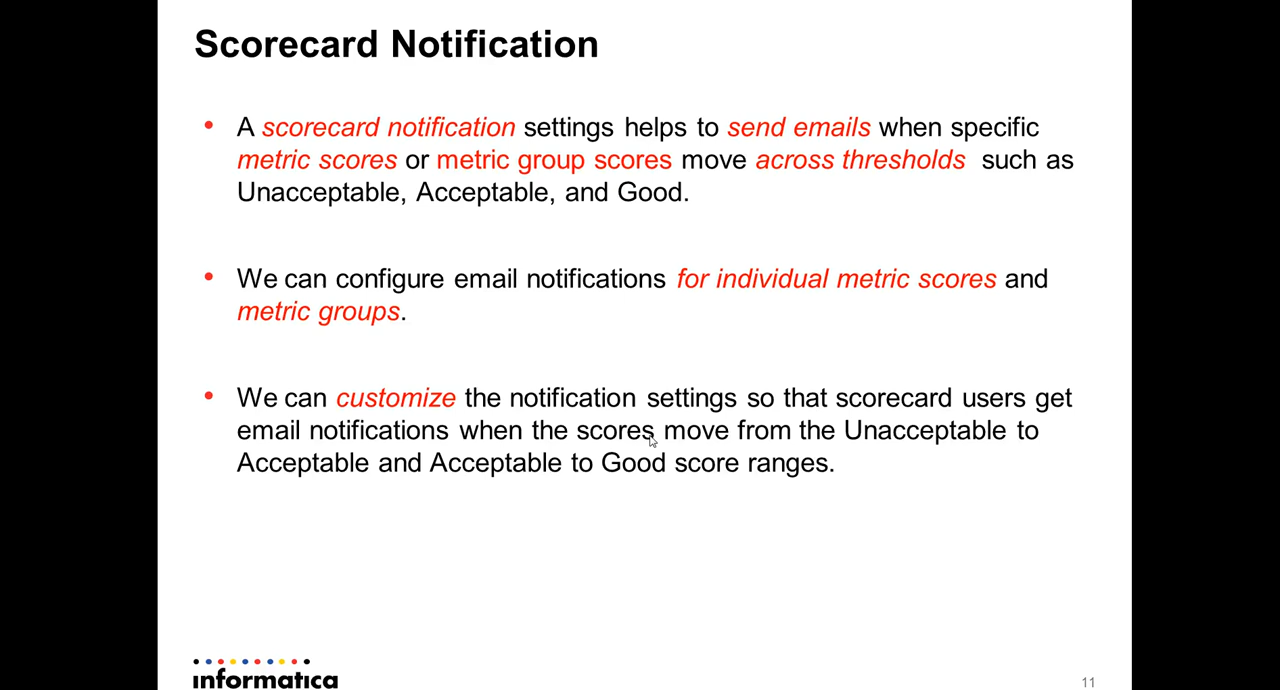 Scorecard Notification
• A scorecard notification settings helps to send emails when specific
metric scores or metric group scores move across thresholds such as
Unacceptable, Acceptable, and Good.
• We can configure email notifications for individual metric scores and
metric groups.
• We can customize the notification settings so that scorecard users get
email notifications when the scores move from the Unacceptable to
Acceptable and Acceptable to Good score ranges.
informatica
11